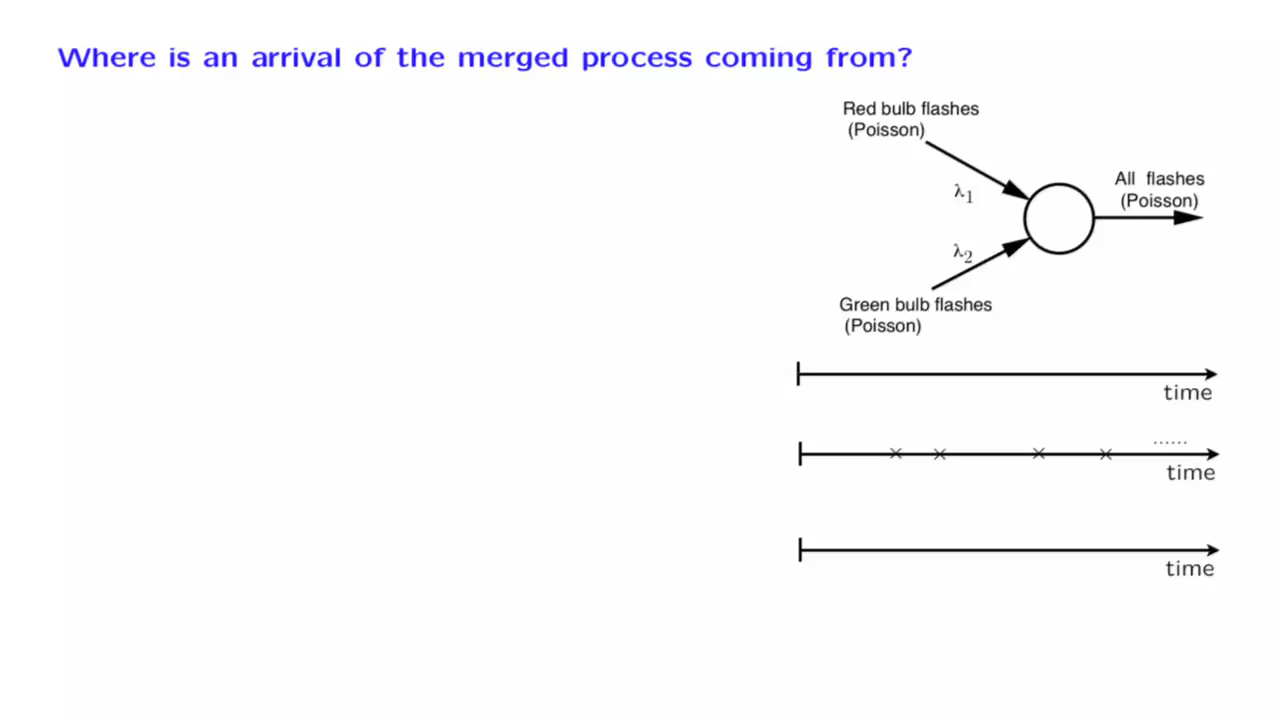 Where is an arrival of the merged process coming from?
Red bulb flashes
(Poisson)
All flashes
(Poisson)
λ1
λ2
Green bulb flashes
(Poisson)
time
......
time
time